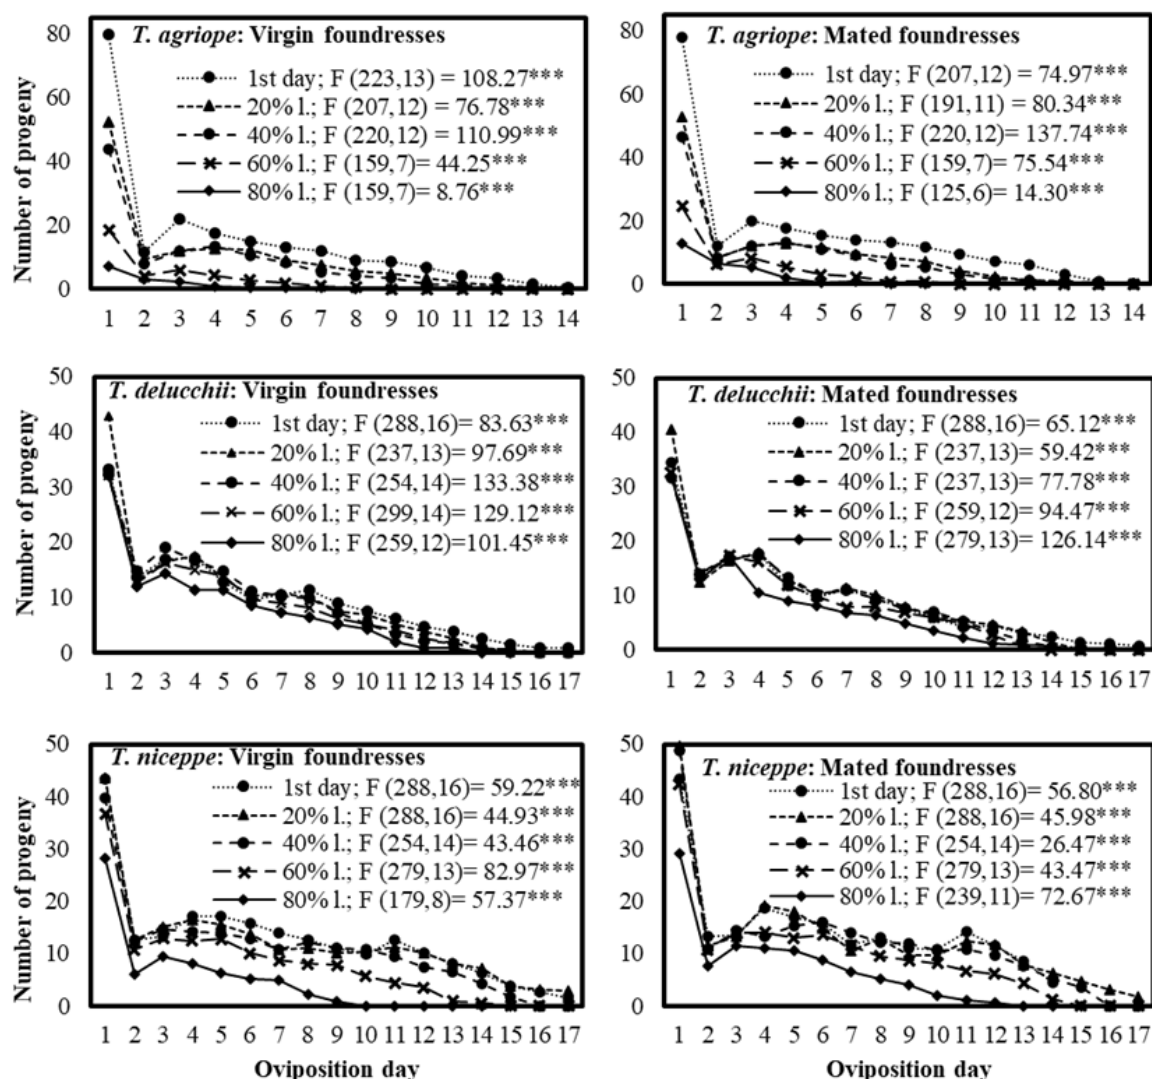 T. agriope: Virgin foundresses
1st day; F (223,13) = 108.27***
20% l.; F (207,12) = 76.78***
40% l.; F (220,12) = 110.99***
60% l.; F (159,7)= 44.25***
80% l.; F (159,7)= 8.76***
80
60
40
20
0
Number of progeny
1 2 3 4 5 6 7 8 9 10 11 12 13 14
T. agriope: Mated foundresses
1st day; F (207,12) = 74.97***
20% l.; F (191,11) = 80.34***
40% l.; F (220,12) = 137.74***
60% l.; F (159,7) = 75.54***
80% l.; F (125,6) = 14.30***
80
60
40
20
0
1 2 3 4 5 6 7 8 9 10 11 12 13 14
T. delucchii: Virgin foundresses
1st day; F (288,16)= 83.63***
20% l.; F (237,13)= 97.69***
40% l.; F (254,14)= 133.38***
60% l.; F (299,14)= 129.12***
80% l.; F (259,12)=101.45***
50
40
30
20
10
0
Number of progeny
1 2 3 4 5 6 7 8 9 10 11 12 13 14 15 16 17
T. delucchii: Mated foundresses
1st day; F (288,16)= 65.12***
20% l.; F (237,13)= 59.42***
40% l.; F (237,13)= 77.78***
60% l.; F (259,12)= 94.47***
80% l.; F (279,13)= 126.14***
50
40
30
20
10
0
1 2 3 4 5 6 7 8 9 10 11 12 13 14 15 16 17
T. niceppe: Virgin foundresses
1st day; F (288,16)= 59.22***
20% l.; F (288,16)= 44.93***
40% l.; F (254,14)= 43.46***
60% l.; F (279,13)= 82.97***
80% l.; F (179,8)= 57.37***
50
40
30
20
10
0
Number of progeny
1 2 3 4 5 6 7 8 9 10 11 12 13 14 15 16 17
Oviposition day
T. niceppe: Mated foundresses
1st day; F (288,16)= 56.80***
20% l.; F (288,16)= 45.98***
40% l.; F (254,14)= 26.47***
60% l.; F (279,13)= 43.47***
80% l.; F (239,11)= 72.67***
50
40
30
20
10
0
1 2 3 4 5 6 7 8 9 10 11 12 13 14 15 16 17
Oviposition day